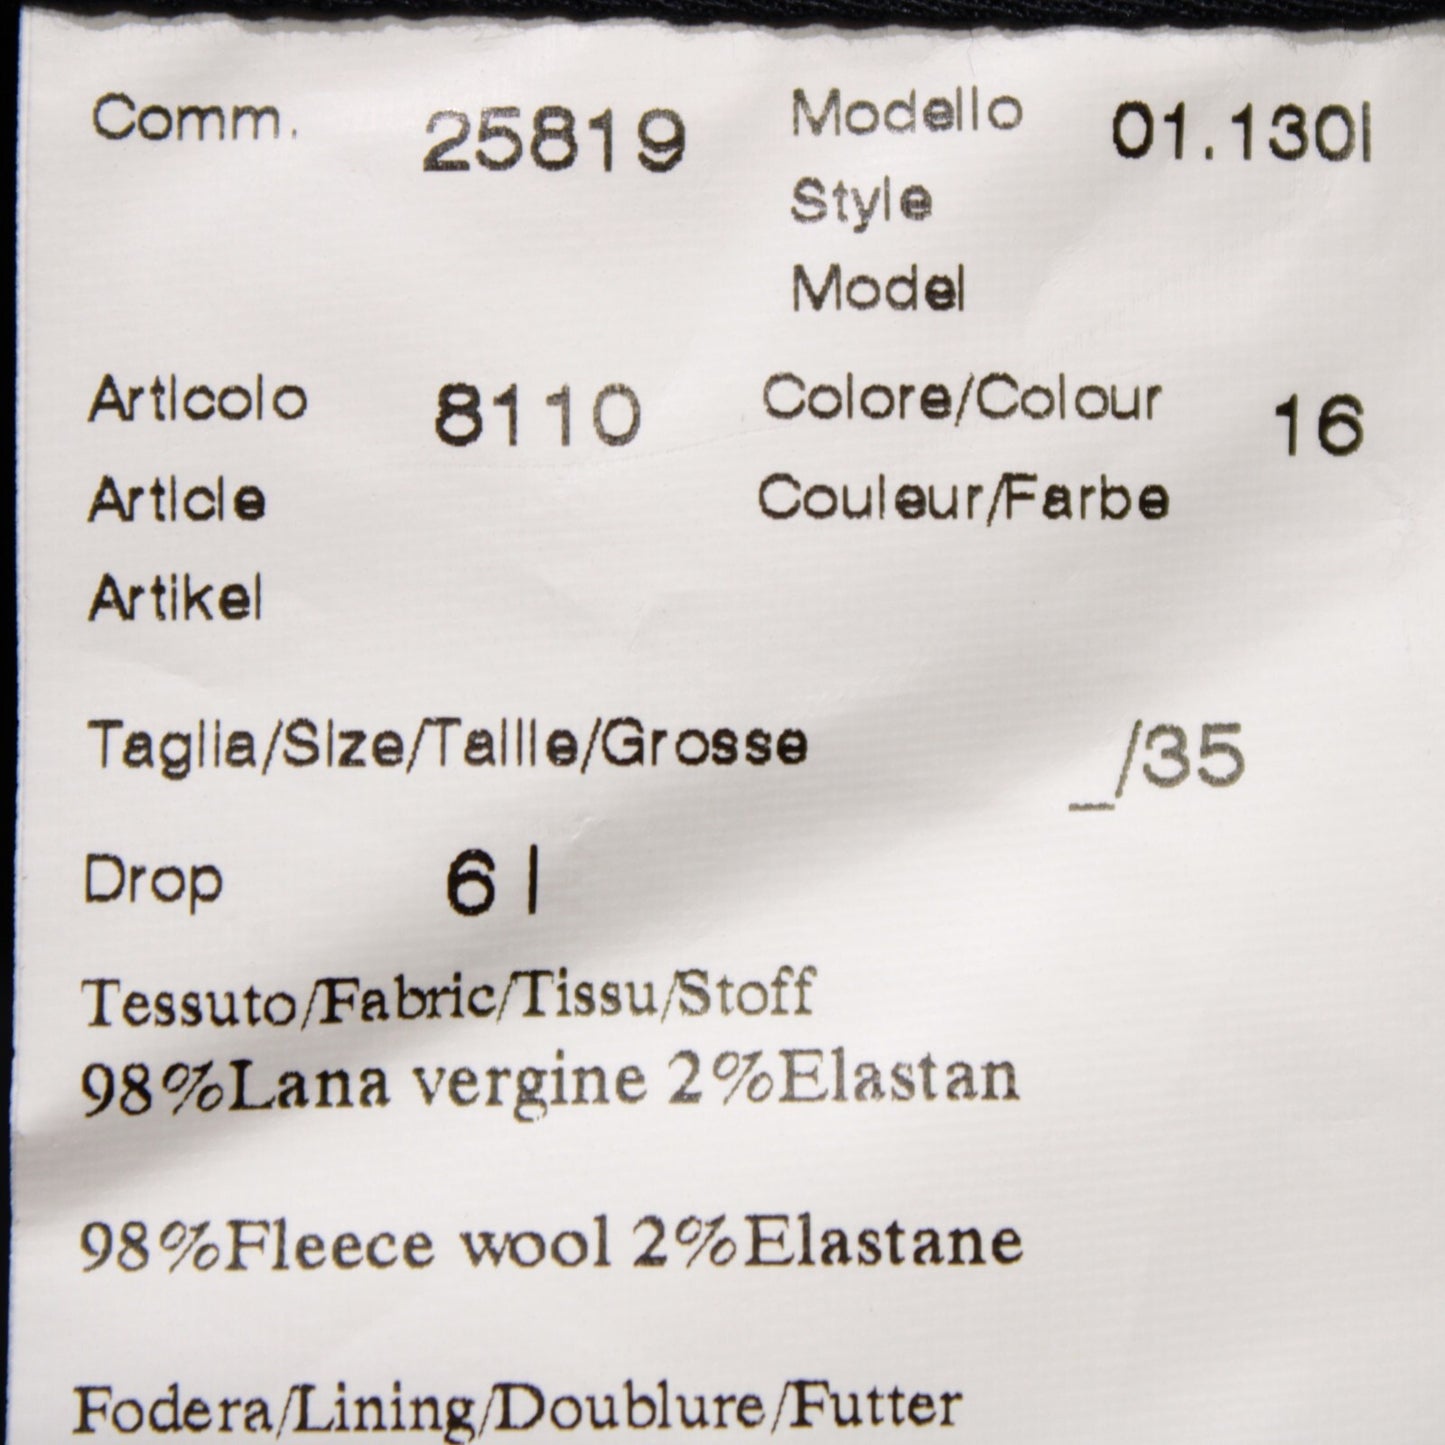 Comm. 25819 Modello 01.130l
Style
Model
Articolo 8110 Colore/Colour 16
Article Couleur/Farbe
Artikel
Taglia/Size/Taille/Grosse _/35
Drop 6 l
Tessuto/Fabric/Tissu/Stoff
98%Lana vergine 2%Elastan
98%Fleece wool 2%Elastane
Fodera/Lining/Doublure/Futter